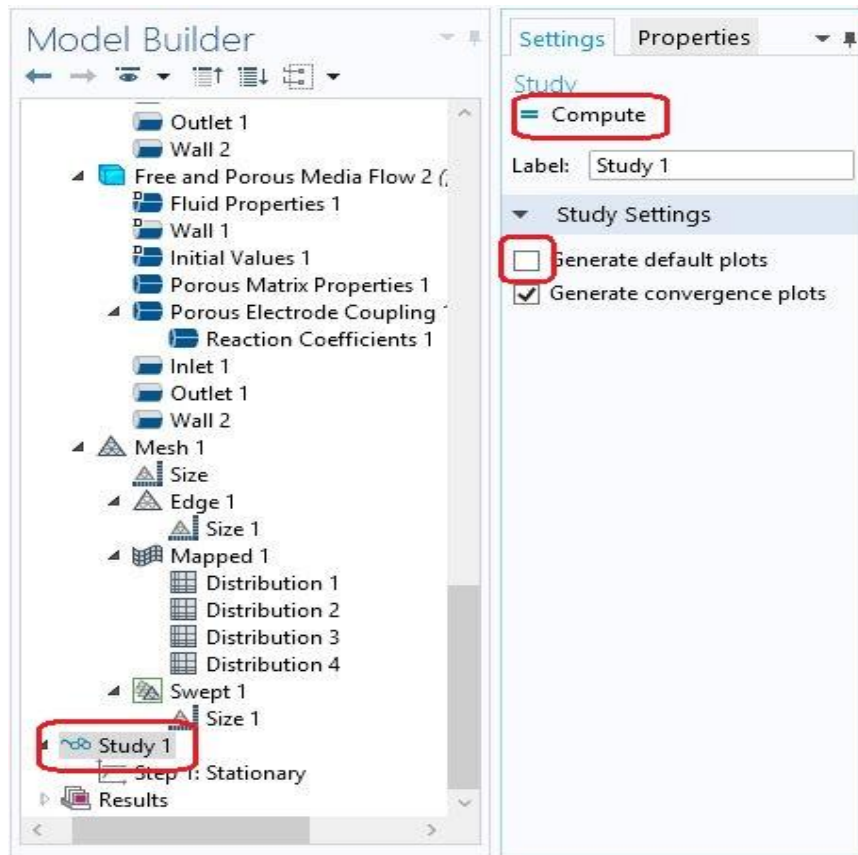 Model Builder
Outlet 1
Wall 2
Free and Porous Media Flow 2 (
Fluid Properties 1
Wall 1
Initial Values 1
Porous Matrix Properties 1
Porous Electrode Coupling
Reaction Coefficients 1
Inlet 1
Outlet 1
Wall 2
Mesh 1
Size
Edge 1
Size 1
Mapped 1
Distribution 1
Distribution 2
Distribution 3
Distribution 4
Swept 1
Size 1
Study 1
Step 1: Stationary
Results
Settings Properties
Study
= Compute
Label: Study 1
Study Settings
Generate default plots
Generate convergence plots